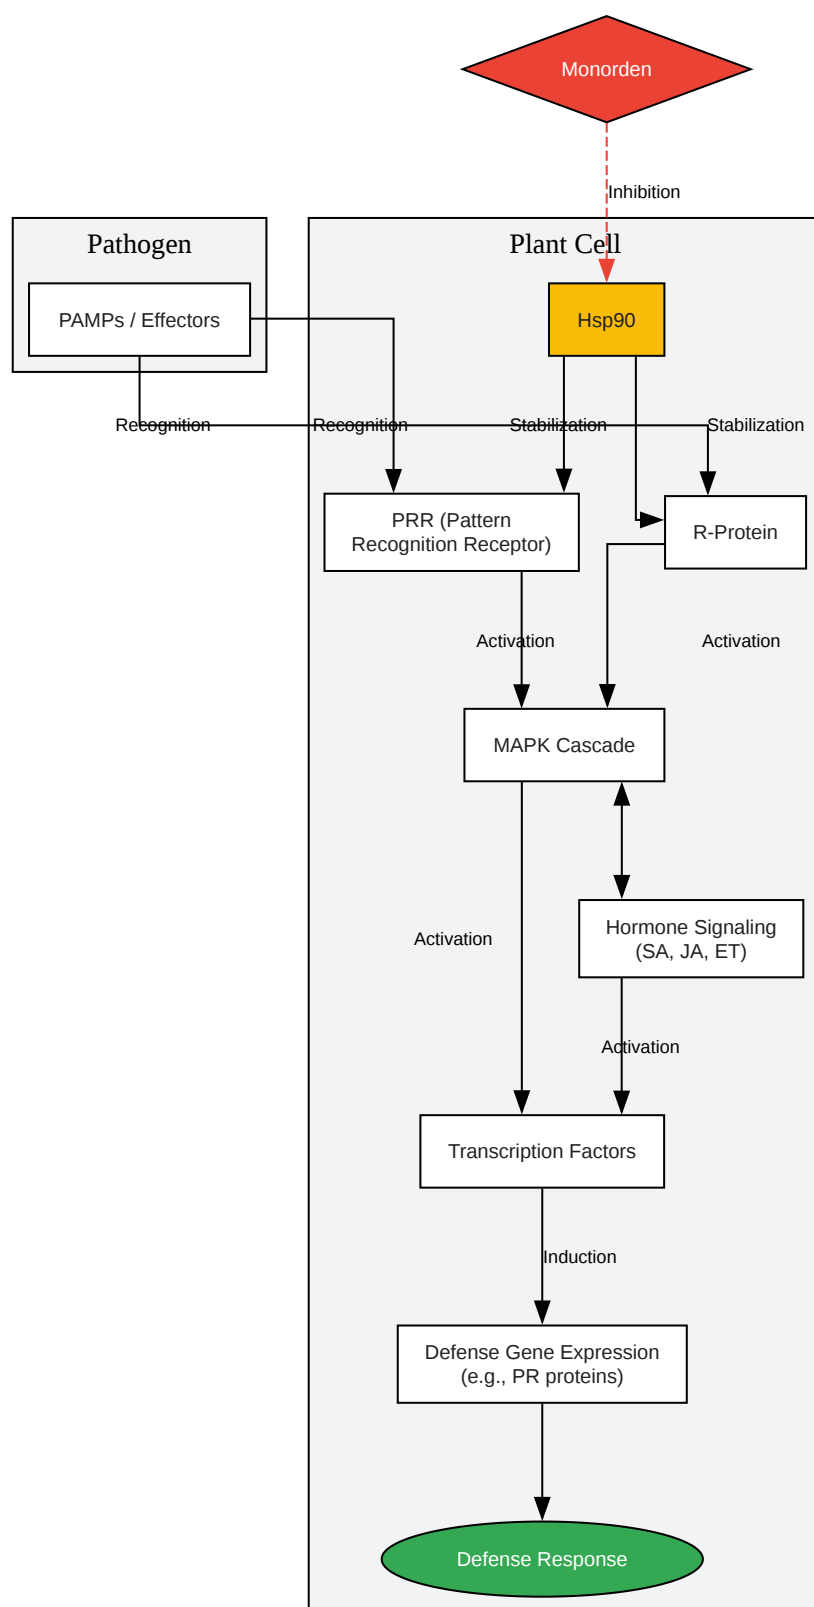 Monorden
Inhibition
Pathogen
Plant Cell
PAMPs / Effectors
Hsp90
Recognition
Recognition
Stabilization
Stabilization
PRR (Pattern
Recognition Receptor)
R-Protein
Activation
Activation
MAPK Cascade
Hormone Signaling
(SA, JA, ET)
Activation
Activation
Transcription Factors
Induction
Defense Gene Expression
(e.g., PR proteins)
Defense Response